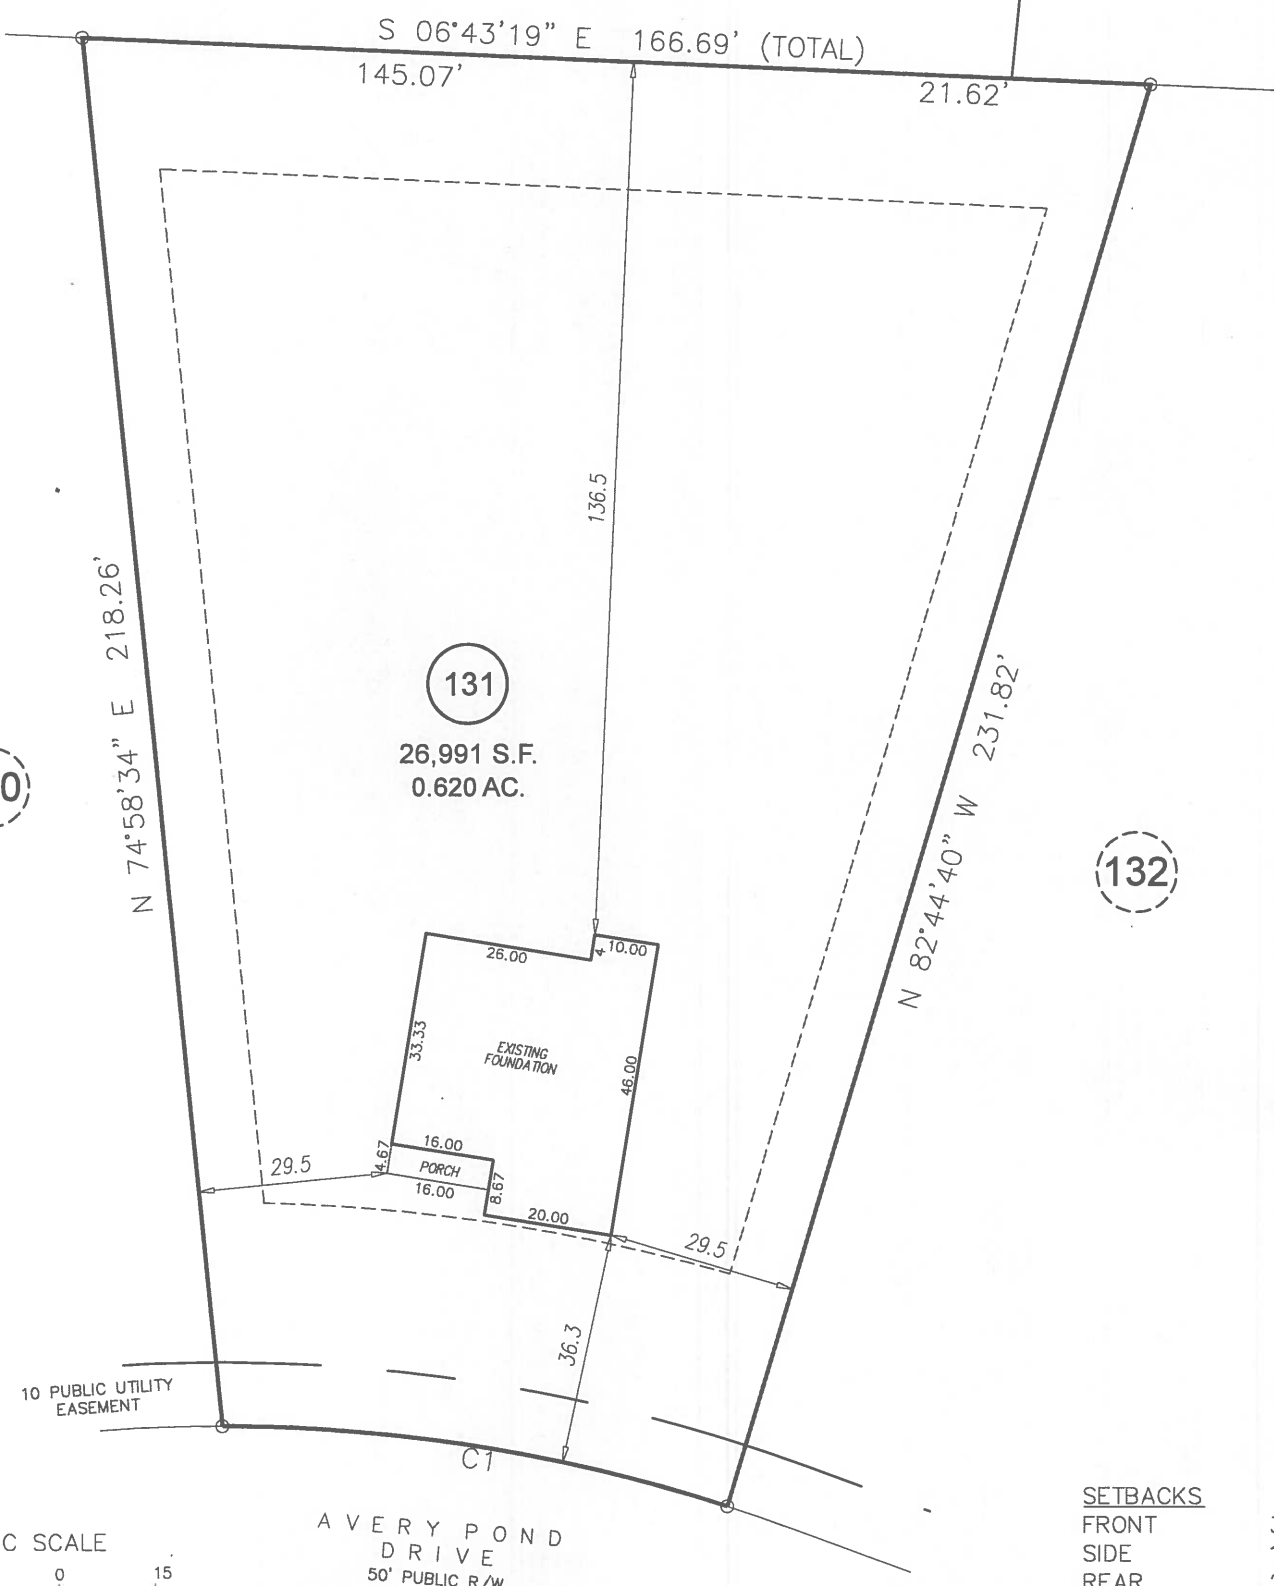 S 06°43'19" E 166.69' (TOTAL)
145.07'
21.62'
136.5
N 74°58'34" E 218.26'
131
26,991 S.F.
0.620 AC.
N 82°44'40" W 231.82'
0
132
26.00
4
10.00
33.33
EXISTING
FOUNDATION
46.00
16.00
4.67
PORCH
16.00
8.67
20.00
29.5
29.5
36.3
10 PUBLIC UTILITY
EASEMENT
C1
AVERY POND
DRIVE
50' PUBLIC R/W
C SCALE
0 15
SETBACKS
FRONT
SIDE
REAR